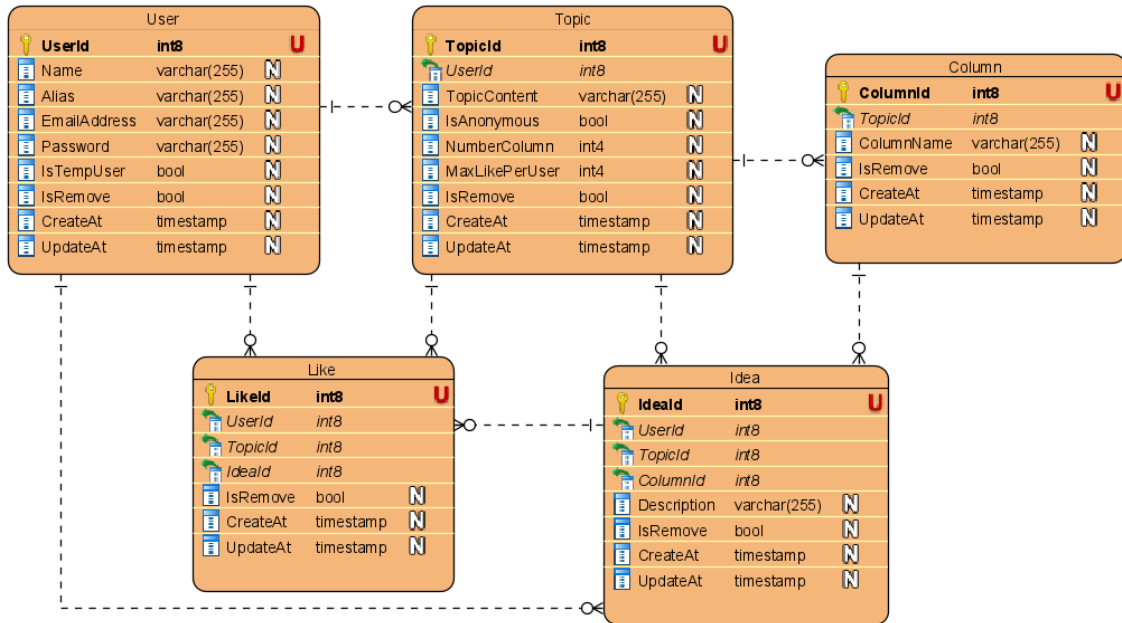 User
UserId int8 U
Name varchar(255) N
Alias varchar(255) N
EmailAddress varchar(255) N
Password varchar(255) N
IsTempUser bool N
IsRemove bool N
CreateAt timestamp N
UpdateAt timestamp N
Topic
TopicId int8 U
UserId int8
TopicContent varchar(255) N
IsAnonymous bool N
NumberColumn int4 N
MaxLikePerUser int4 N
IsRemove bool N
CreateAt timestamp N
UpdateAt timestamp N
Column
ColumnId int8 U
TopicId int8
ColumnName varchar(255) N
IsRemove bool N
CreateAt timestamp N
UpdateAt timestamp N
Like
LikeId int8 U
UserId int8
TopicId int8
IdeaId int8
IsRemove bool N
CreateAt timestamp N
UpdateAt timestamp N
Idea
IdeaId int8 U
UserId int8
TopicId int8
ColumnId int8
Description varchar(255) N
IsRemove bool N
CreateAt timestamp N
UpdateAt timestamp N